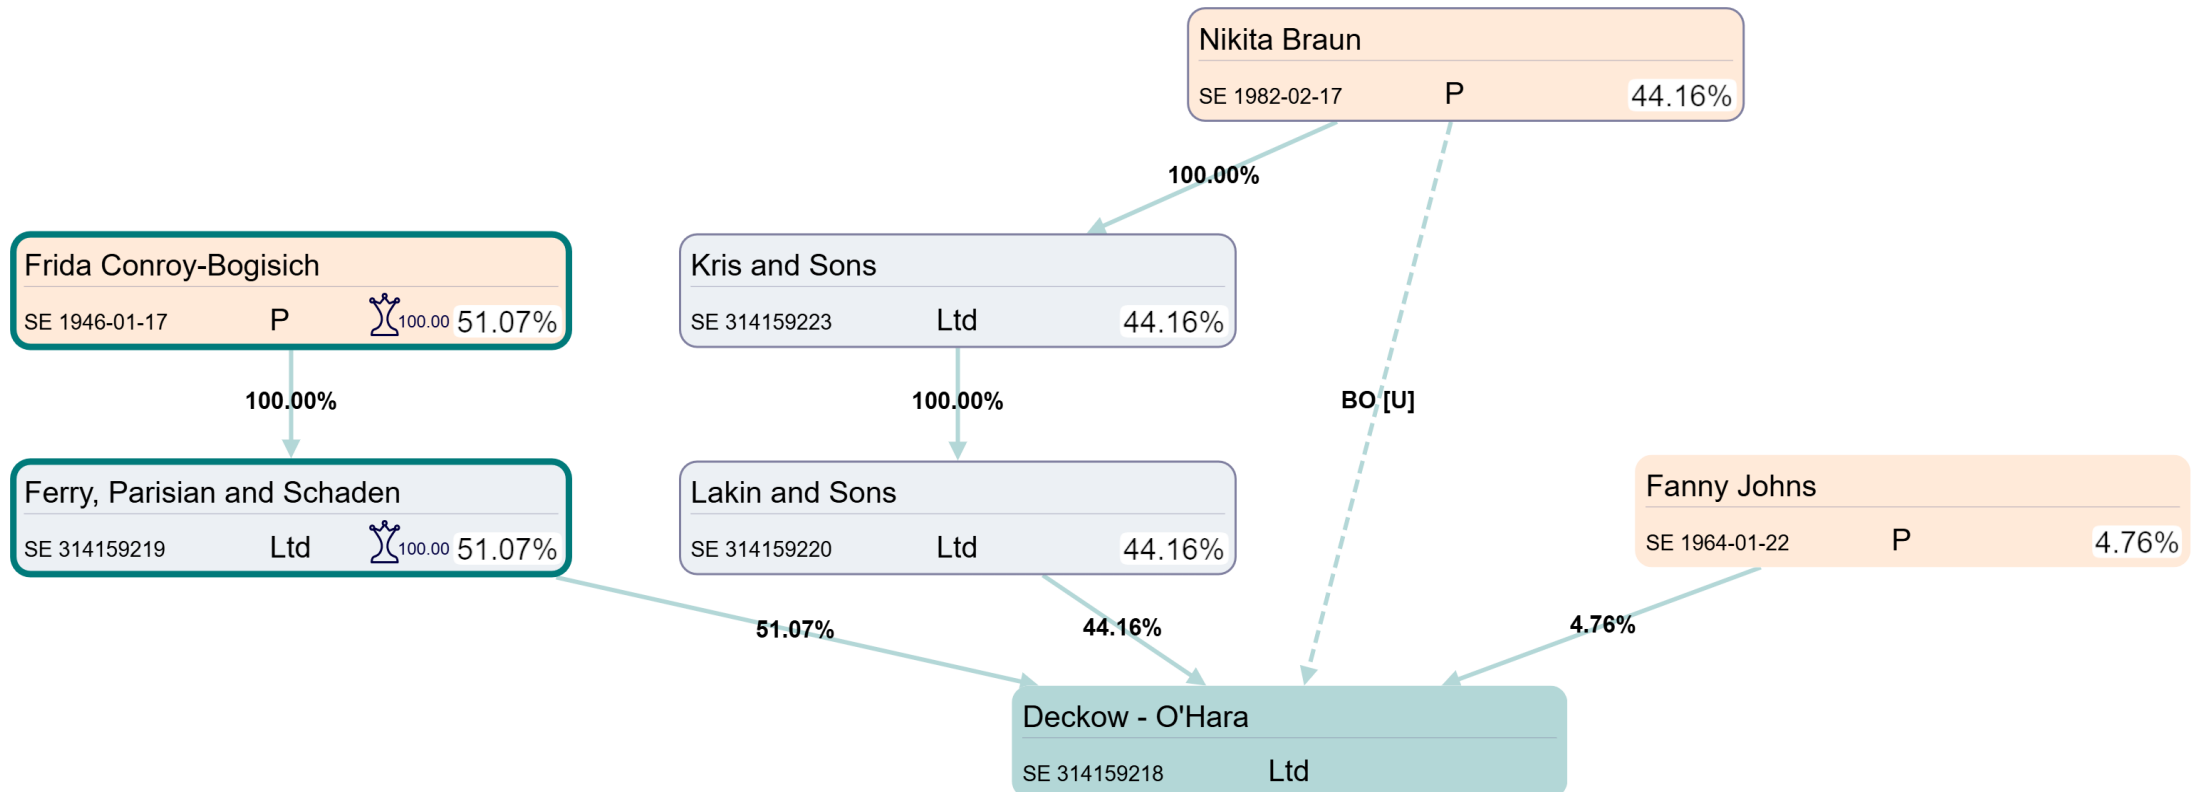 Nikita Braun
SE 1982-02-17 P 44.16%
100.00%
Frida Conroy-Bogisich
SE 1946-01-17 P 100.00 51.07%
Kris and Sons
SE 314159223 Ltd 44.16%
100.00%
100.00%
BO [U]
Ferry, Parisian and Schaden
SE 314159219 Ltd 100.00 51.07%
Lakin and Sons
SE 314159220 Ltd 44.16%
Fanny Johns
SE 1964-01-22 P 4.76%
51.07%
44.16%
4.76%
Deckow - O'Hara
SE 314159218 Ltd